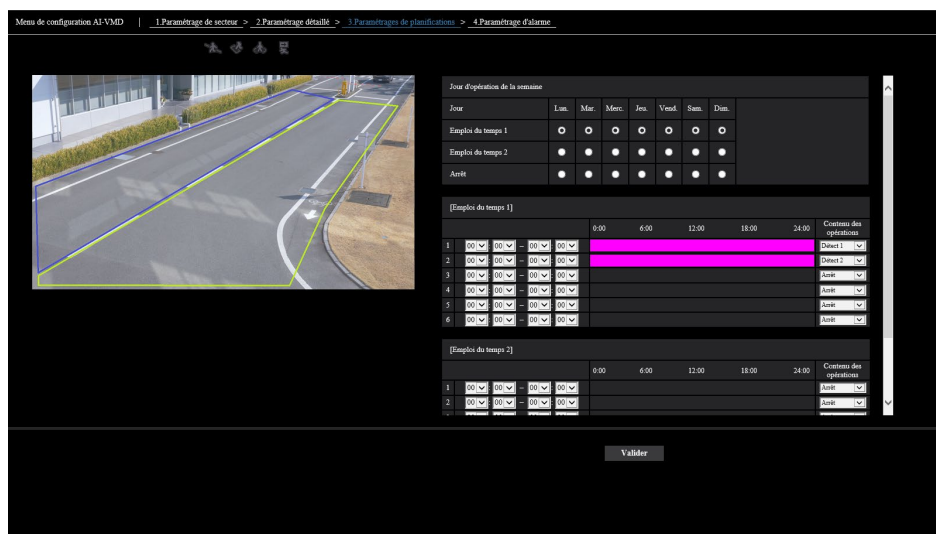 Menu de configuration AI-VMD | 1.Paramétrage de secteur > 2.Paramétrage détaillé > 3.Paramétrages de planifications > 4.Paramétrage d'alarme
Jour d'opération de la semaine
Jour Lun. Mar. Merc. Jeu. Vend. Sam. Dim.
Emploi du temps 1
Emploi du temps 2
Arrêt
[Emploi du temps 1]
0:00 6:00 12:00 18:00 24:00 Contenu des opérations
1 00 : 00 – 00 : 00 Détect 1
2 00 : 00 – 00 : 00 Détect 2
3 00 : 00 – 00 : 00 Arrêt
4 00 : 00 – 00 : 00 Arrêt
5 00 : 00 – 00 : 00 Arrêt
6 00 : 00 – 00 : 00 Arrêt
[Emploi du temps 2]
0:00 6:00 12:00 18:00 24:00 Contenu des opérations
1 00 : 00 – 00 : 00 Arrêt
2 00 : 00 – 00 : 00 Arrêt
Valider